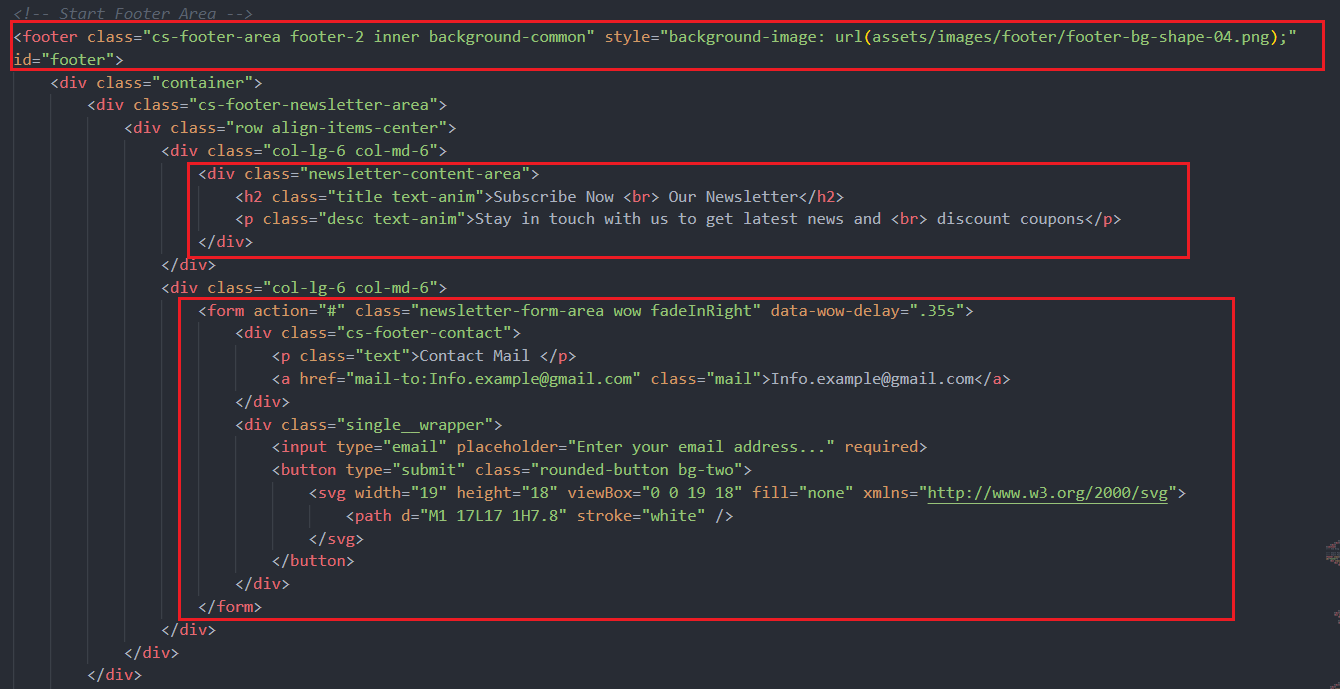 <!-- Start Footer Area -->
<footer class="cs-footer-area footer-2 inner background-common" style="background-image: url(assets/images/footer/footer-bg-shape-04.png);"
id="footer">
<div class="container">
<div class="cs-footer-newsletter-area">
<div class="row align-items-center">
<div class="col-lg-6 col-md-6">
<div class="newsletter-content-area">
<h2 class="title text-anim">Subscribe Now <br> Our Newsletter</h2>
<p class="desc text-anim">Stay in touch with us to get latest news and <br> discount coupons</p>
</div>
</div>
<div class="col-lg-6 col-md-6">
<form action="#" class="newsletter-form-area wow fadeInRight" data-wow-delay=".35s">
<div class="cs-footer-contact">
<p class="text">Contact Mail </p>
<a href="mail-to:Info.example@gmail.com" class="mail">Info.example@gmail.com</a>
</div>
<div class="single__wrapper">
<input type="email" placeholder="Enter your email address..." required>
<button type="submit" class="rounded-button bg-two">
<svg width="19" height="18" viewBox="0 0 19 18" fill="none" xmlns="http://www.w3.org/2000/svg">
<path d="M1 17L17 1H7.8" stroke="white" />
</svg>
</button>
</div>
</form>
</div>
</div>
</div>